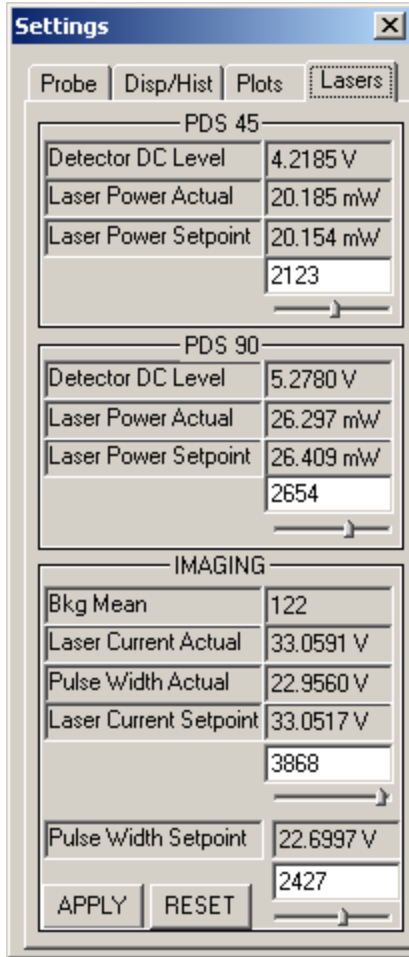 Settings
Probe Disp/Hist Plots Lasers
PDS 45
Detector DC Level 4.2185 V
Laser Power Actual 20.185 mW
Laser Power Setpoint 20.154 mW
2123
PDS 90
Detector DC Level 5.2780 V
Laser Power Actual 26.297 mW
Laser Power Setpoint 26.409 mW
2654
IMAGING
Bkg Mean 122
Laser Current Actual 33.0591 V
Pulse Width Actual 22.9560 V
Laser Current Setpoint 33.0517 V
3868
Pulse Width Setpoint 22.6997 V
2427
APPLY RESET